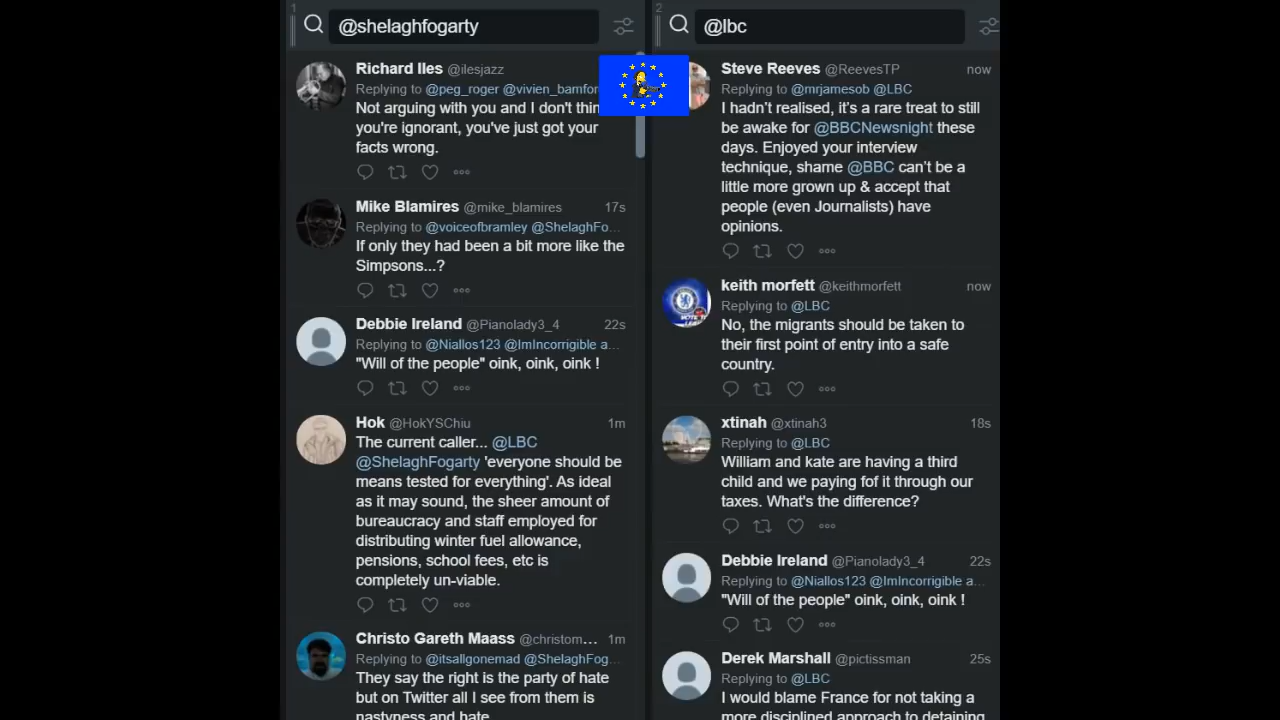 1
@shelaghfogarty
Richard Iles @ilesjazz
Replying to @peg_roger @vivien_bamfor
Not arguing with you and I don't thin
you're ignorant, you've just got your
facts wrong.
Mike Blamires @mike_blamires 17s
Replying to @voiceofbramley @ShelaghFo...
If only they had been a bit more like the
Simpsons...?
Debbie Ireland @Pianolady3_4 22s
Replying to @Niallos123 @ImIncorrigible a...
"Will of the people" oink, oink, oink !
Hok @HokYSChiu 1m
The current caller... @LBC
@ShelaghFogarty 'everyone should be
means tested for everything'. As ideal
as it may sound, the sheer amount of
bureaucracy and staff employed for
distributing winter fuel allowance,
pensions, school fees, etc is
completely un-viable.
Christo Gareth Maass @christom... 1m
Replying to @itsallgonemad @ShelaghFog...
They say the right is the party of hate
but on Twitter all I see from them is
nastyness and hate
2
@lbc
Steve Reeves @ReevesTP now
Replying to @mrjamesob @LBC
I hadn't realised, it's a rare treat to still
be awake for @BBCNewsnight these
days. Enjoyed your interview
technique, shame @BBC can't be a
little more grown up & accept that
people (even Journalists) have
opinions.
keith morfett @keithmorfett now
Replying to @LBC
No, the migrants should be taken to
their first point of entry into a safe
country.
xtinah @xtinah3 18s
Replying to @LBC
William and kate are having a third
child and we paying fof it through our
taxes. What's the difference?
Debbie Ireland @Pianolady3_4 22s
Replying to @Niallos123 @ImIncorrigible a...
"Will of the people" oink, oink, oink !
Derek Marshall @pictissman 25s
Replying to @LBC
I would blame France for not taking a
more disciplined approach to detaining